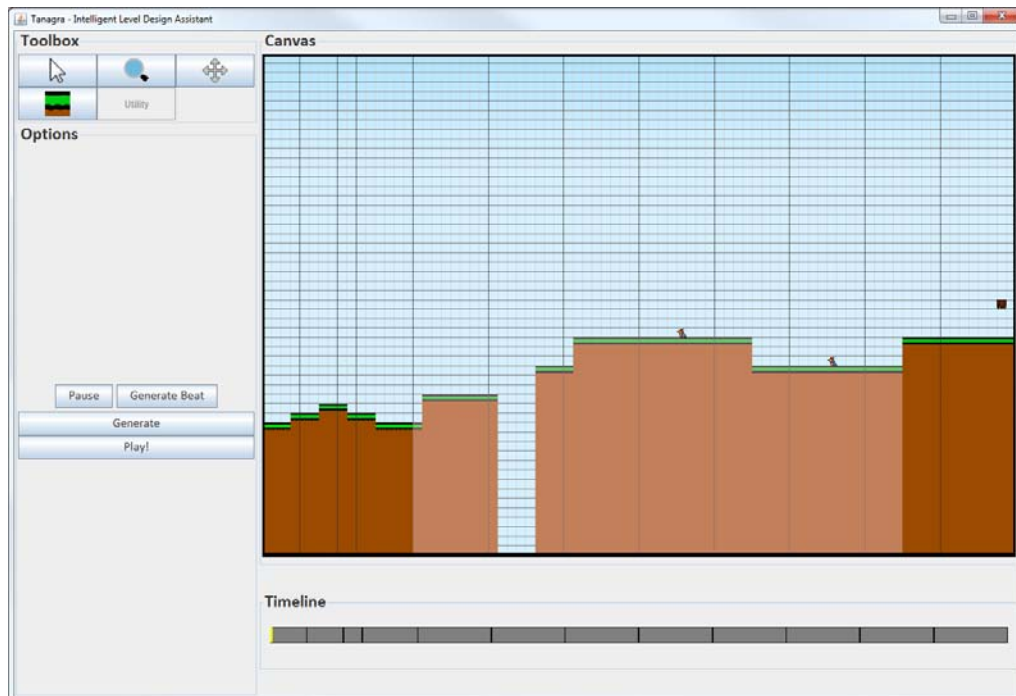 Tanagra - Intelligent Level Design Assistant
Toolbox
Canvas
Utility
Options
Pause
Generate Beat
Generate
Play!
Timeline